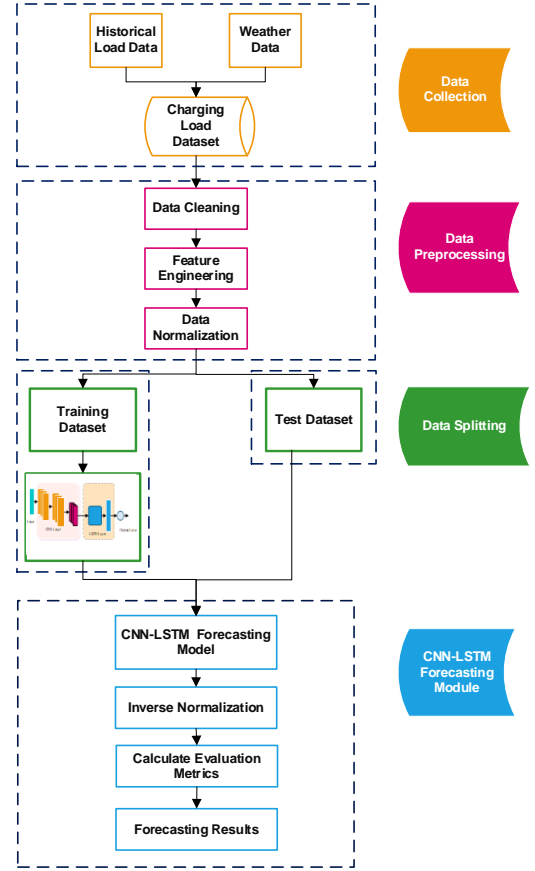 Historical
Load Data
Weather
Data
Charging
Load
Dataset
Data
Collection
Data Cleaning
Feature
Engineering
Data
Normalization
Data
Preprocessing
Training
Dataset
Test Dataset
Data Splitting
CNN-LSTM Forecasting
Model
Inverse Normalization
Calculate Evaluation
Metrics
Forecasting Results
CNN-LSTM
Forecasting
Module